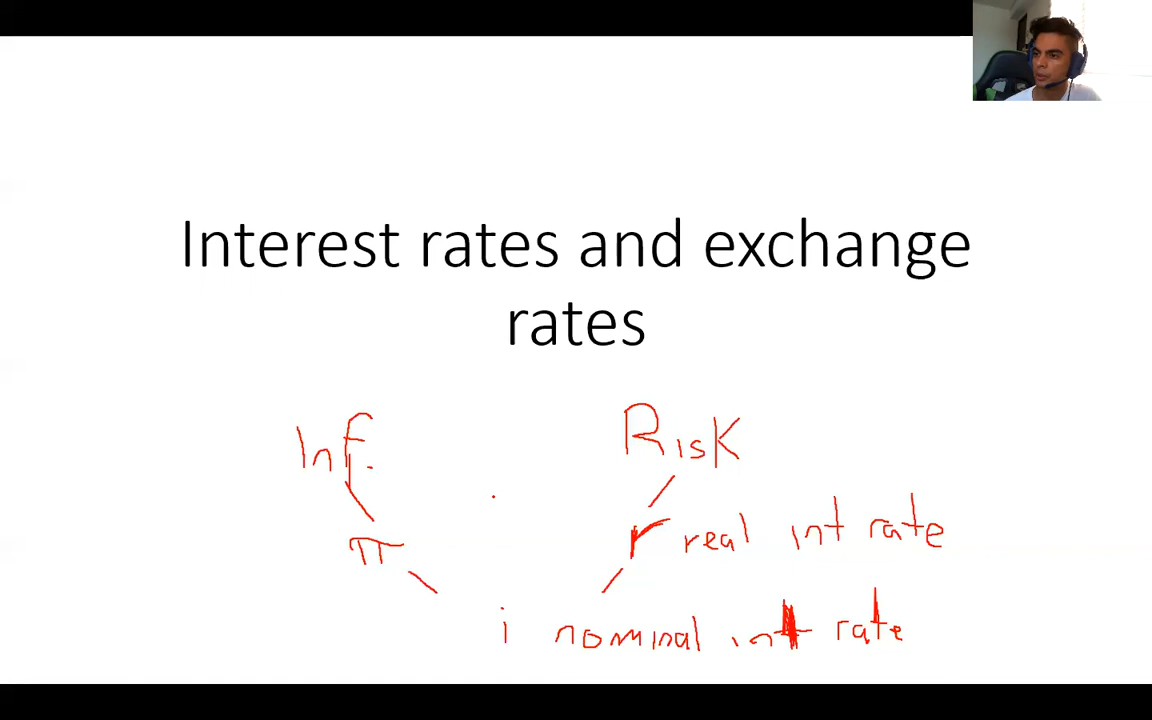 Interest rates and exchange
rates
Inf. Risk
π r real int rate
i nominal int rate